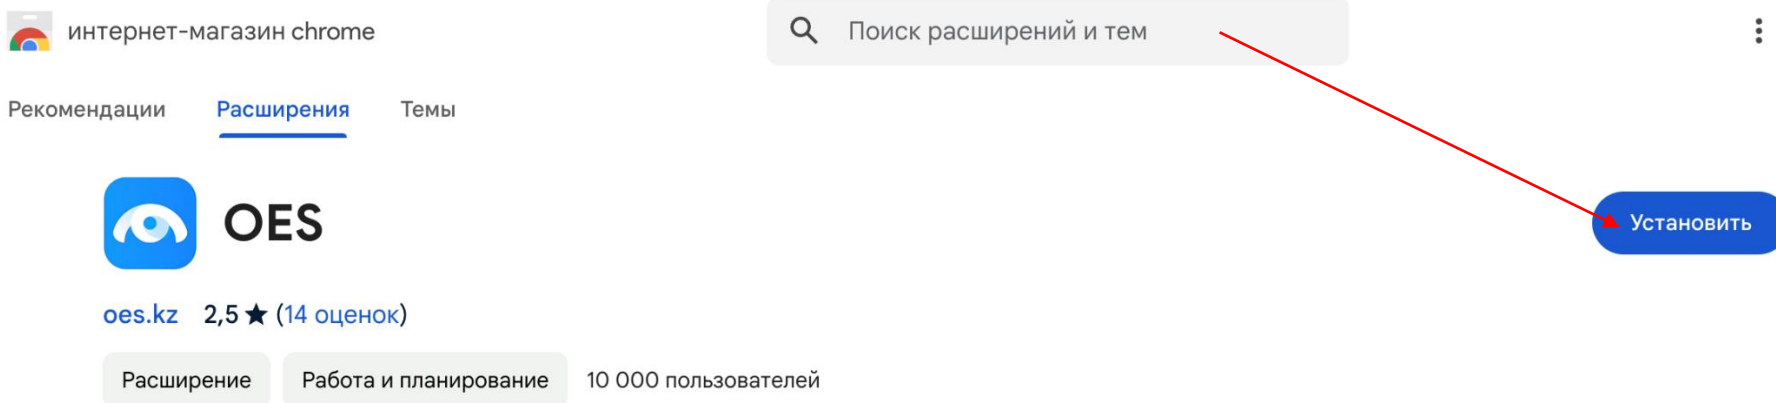 интернет-магазин chrome
Поиск расширений и тем
Рекомендации Расширения Темы
OES
Установить
oes.kz 2,5 ★ (14 оценок)
Расширение Работа и планирование 10 000 пользователей